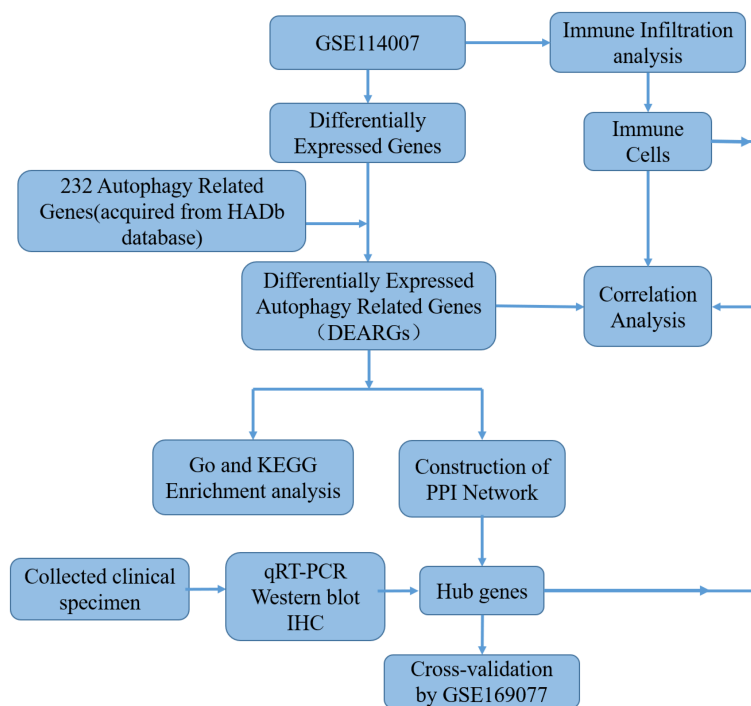 GSE114007
Immune Infiltration
analysis
Differentially
Expressed Genes
Immune
Cells
232 Autophagy Related
Genes(acquired from HADb
database)
Differentially Expressed
Autophagy Related Genes
（DEARGs）
Correlation
Analysis
Go and KEGG
Enrichment analysis
Construction of
PPI Network
Collected clinical
specimen
qRT-PCR
Western blot
IHC
Hub genes
Cross-validation
by GSE169077